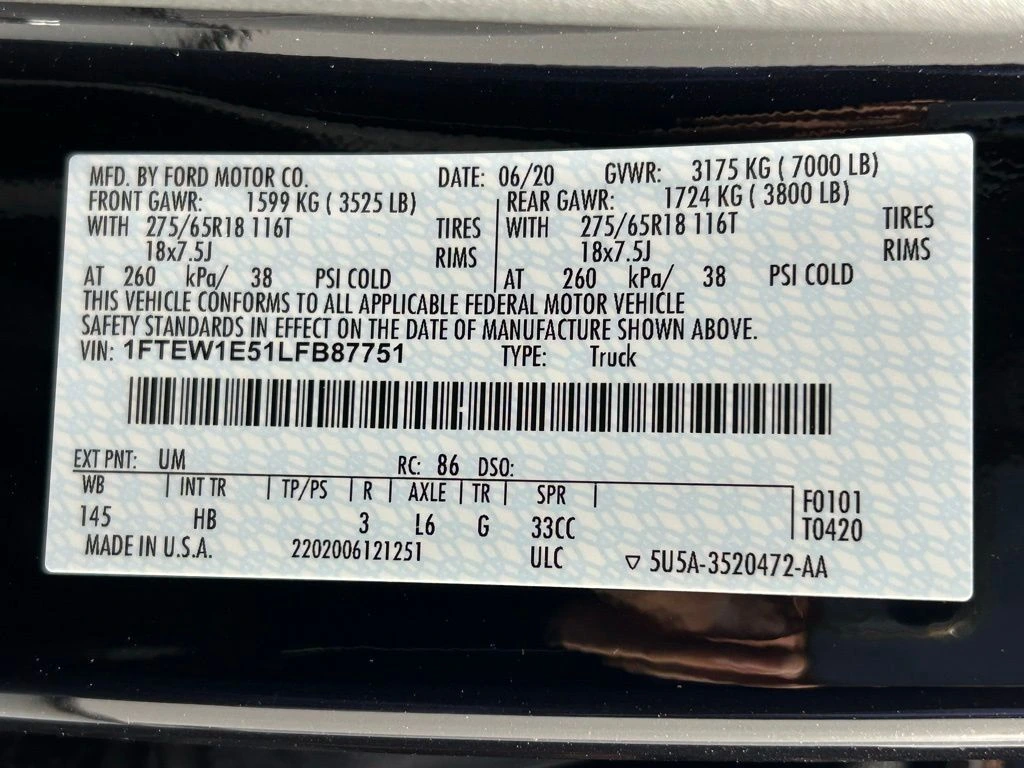 MFD. BY FORD MOTOR CO. DATE: 06/20 GVWR: 3175 KG ( 7000 LB)
FRONT GAWR: 1599 KG ( 3525 LB) REAR GAWR: 1724 KG ( 3800 LB)
WITH 275/65R18 116T TIRES WITH 275/65R18 116T TIRES
18x7.5J RIMS 18x7.5J RIMS
AT 260 kPa/ 38 PSI COLD AT 260 kPa/ 38 PSI COLD
THIS VEHICLE CONFORMS TO ALL APPLICABLE FEDERAL MOTOR VEHICLE
SAFETY STANDARDS IN EFFECT ON THE DATE OF MANUFACTURE SHOWN ABOVE.
VIN: 1FTEW1E51LFB87751 TYPE: Truck
EXT PNT: UM RC: 86 DSO:
WB INT TR TP/PS R AXLE TR SPR F0101
145 HB 3 L6 G 33CC T0420
MADE IN U.S.A. 2202006121251 ULC ▽ 5U5A-3520472-AA